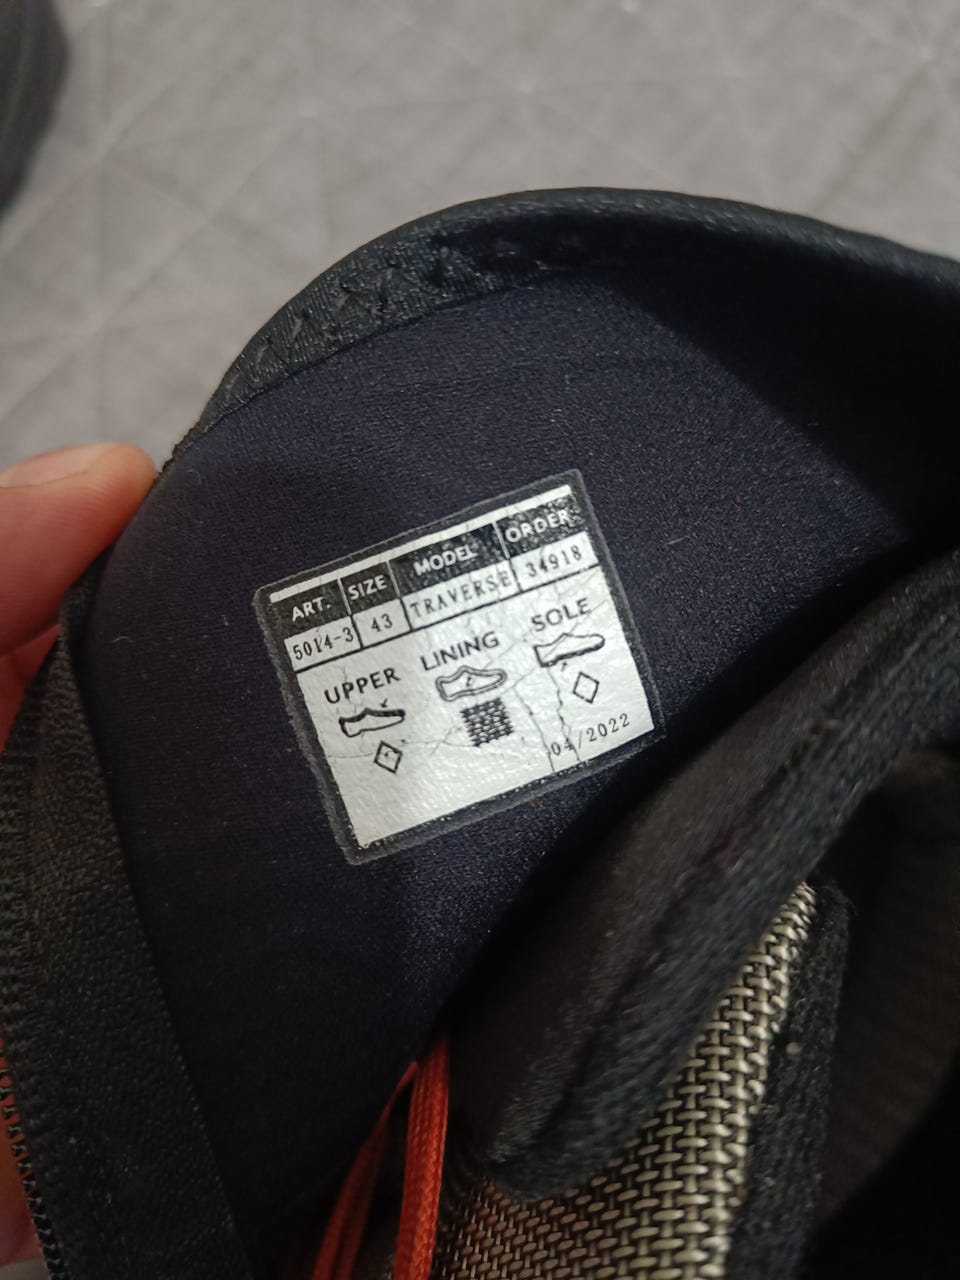 ART. SIZE MODEL ORDER:
5014-3 43 TRAVERSE 34918
UPPER LINING SOLE
04/2022